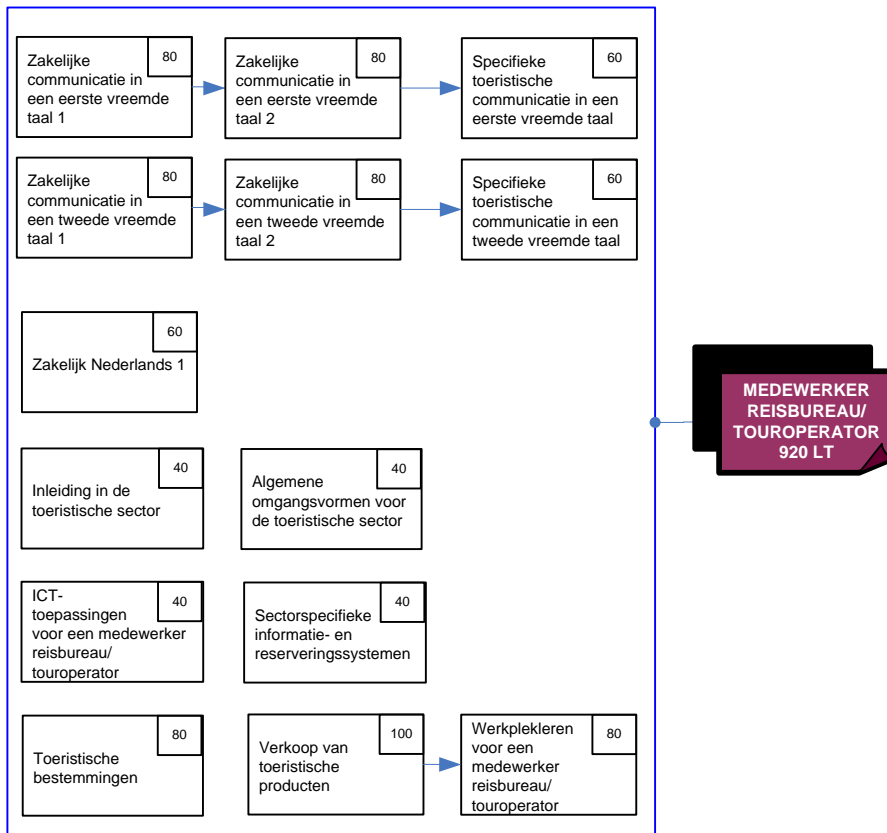 Zakelijke
communicatie in
een eerste vreemde
taal 1
80
Zakelijke
communicatie in
een eerste vreemde
taal 2
80
Specifieke
toeristische
communicatie in een
eerste vreemde taal
60
Zakelijke
communicatie in
een tweede vreemde
taal 1
80
Zakelijke
communicatie in
een tweede vreemde
taal 2
80
Specifieke
toeristische
communicatie in een
tweede vreemde taal
60
60
Zakelijk Nederlands 1
40
Inleiding in de
toeristische sector
40
Algemene
omgangsvormen voor
de toeristische sector
ICT-
toepassingen
voor een medewerker
reisbureau/
touroperator
40
40
Sectorspecifieke
informatie- en
reserveringssystemen
80
Toeristische
bestemmingen
100
Verkoop van
toeristische
producten
Werkplekleren
voor een
medewerker
reisbureau/
touroperator
80
MEDEWERKER
REISBUREAU/
TOUROPERATOR
920 LT